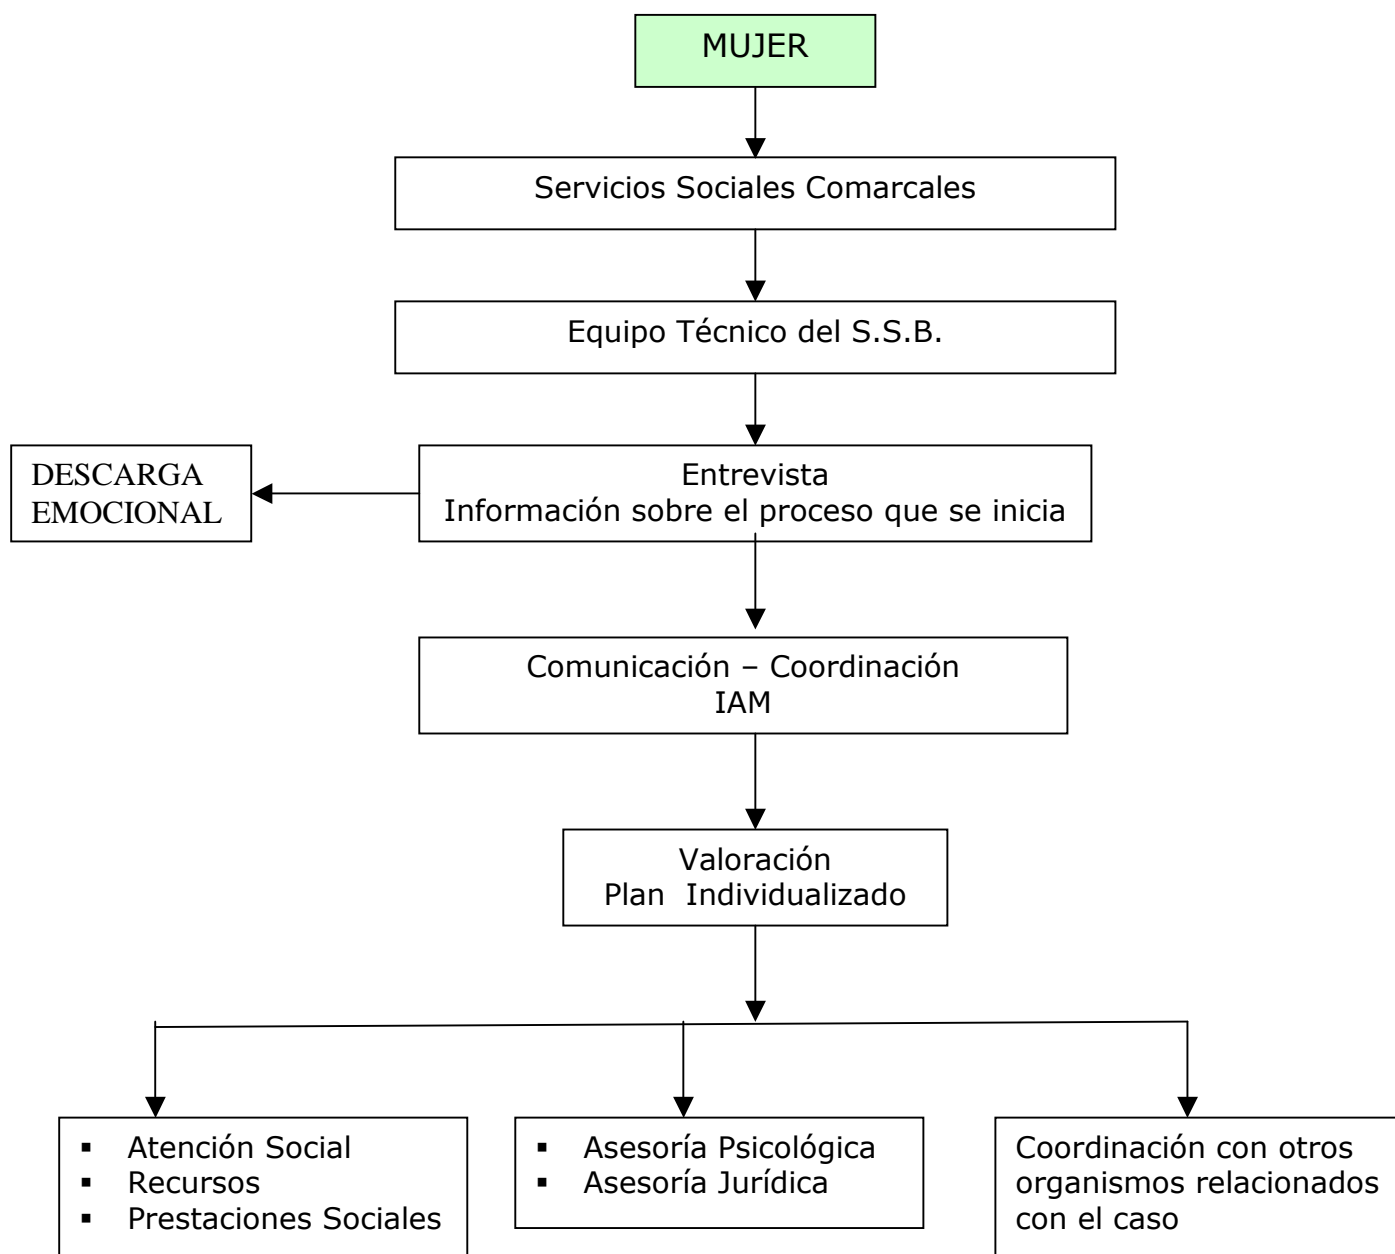 MUJER
Servicios Sociales Comarcales
Equipo Técnico del S.S.B.
DESCARGA
EMOCIONAL
Entrevista
Información sobre el proceso que se inicia
Comunicación – Coordinación
IAM
Valoración
Plan Individualizado
▪ Atención Social
▪ Recursos
▪ Prestaciones Sociales
▪ Asesoría Psicológica
▪ Asesoría Jurídica
Coordinación con otros
organismos relacionados
con el caso